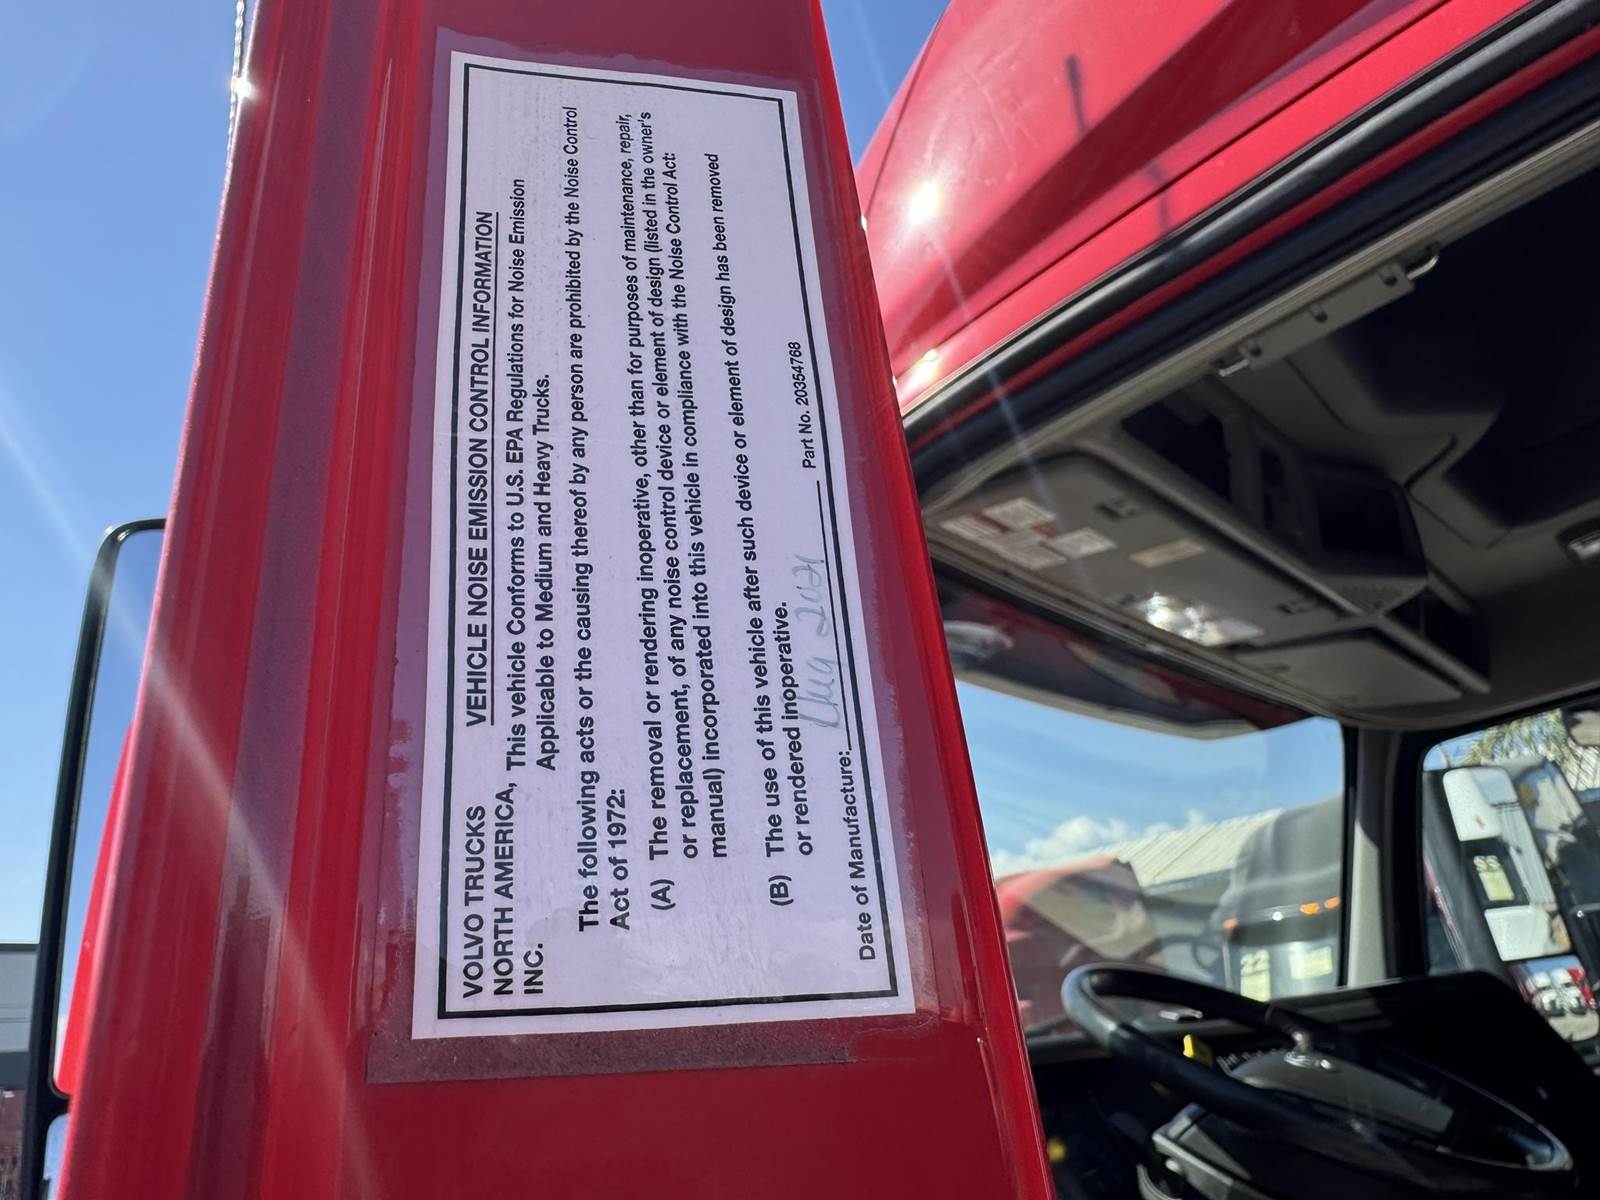 VOLVO TRUCKS
NORTH AMERICA,
INC.
VEHICLE NOISE EMISSION CONTROL INFORMATION
This vehicle Conforms to U.S. EPA Regulations for Noise Emission
Applicable to Medium and Heavy Trucks.
The following acts or the causing thereof by any person are prohibited by the Noise Control
Act of 1972:
(A) The removal or rendering inoperative, other than for purposes of maintenance, repair,
or replacement, of any noise control device or element of design (listed in the owner's
manual) incorporated into this vehicle in compliance with the Noise Control Act:
(B) The use of this vehicle after such device or element of design has been removed
or rendered inoperative.
Date of Manufacture: Aug 2021 Part No. 20354768
22